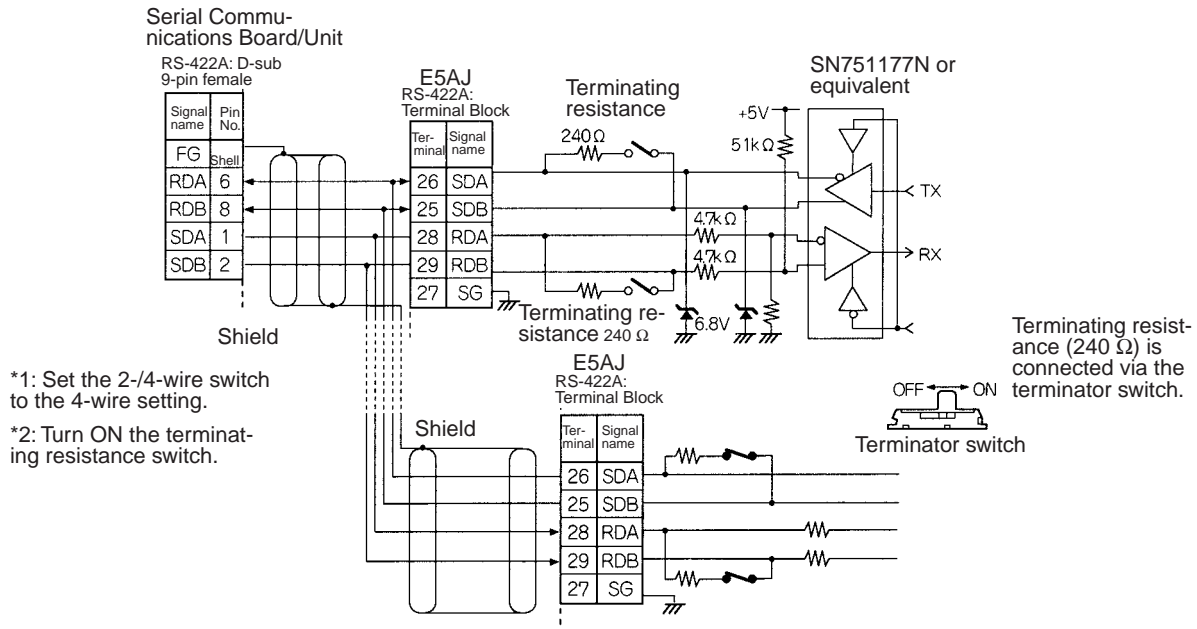 Serial Commu-
nications Board/Unit
RS-422A: D-sub
9-pin female
Signal name Pin No.
FG Shell
RDA 6
RDB 8
SDA 1
SDB 2
Shield
E5AJ
RS-422A:
Terminal Block
Ter-
minal
Signal
name
26 SDA
25 SDB
28 RDA
29 RDB
27 SG
Terminating
resistance
240 Ω
Terminating re-
sistance 240 Ω
+5V
51k Ω
4.7k Ω
4.7k Ω
6.8V
SN751177N or
equivalent
TX
RX
Terminating resist-
ance (240 Ω) is
connected via the
terminator switch.
OFF ON
Terminator switch
*1: Set the 2-/4-wire switch
to the 4-wire setting.
*2: Turn ON the terminat-
ing resistance switch.
Shield
E5AJ
RS-422A:
Terminal Block
Ter-
minal
Signal
name
26 SDA
25 SDB
28 RDA
29 RDB
27 SG